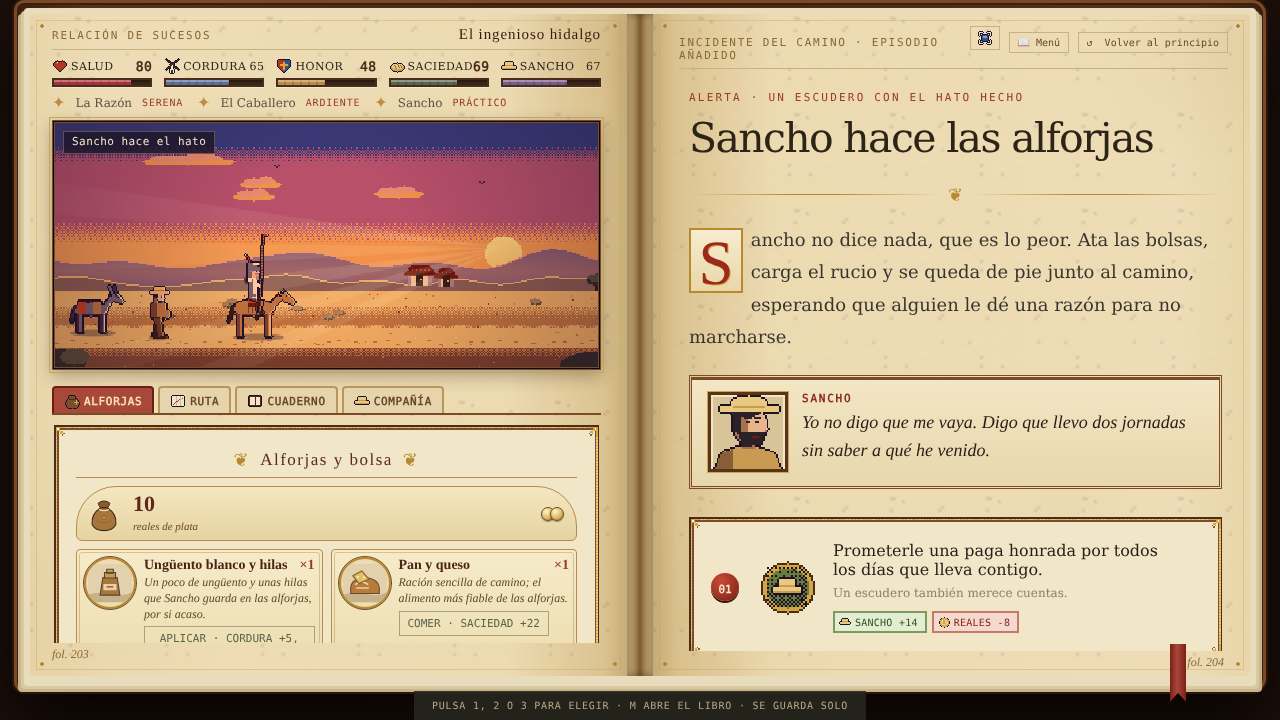 RELACIÓN DE SUCESOS
El ingenioso hidalgo
SALUD 80
CORDURA 65
HONOR 48
SACIEDAD 69
SANCHO 67
La Razón SERENA
El Caballero ARDIENTE
Sancho PRÁCTICO
Sancho hace el hato
ALFORJAS
RUTA
CUADERNO
COMPAÑÍA
Alforjas y bolsa
10
reales de plata
Ungüento blanco y hilas ×1
Un poco de ungüento y unas hilas
que Sancho guarda en las alforjas,
por si acaso.
APLICAR · CORDURA +5,
Pan y queso ×1
Ración sencilla de camino; el
alimento más fiable de las alforjas.
COMER · SACIEDAD +22
fol. 203
INCIDENTE DEL CAMINO · EPISODIO
AÑADIDO
Menú
↺ Volver al principio
ALERTA · UN ESCUDERO CON EL HATO HECHO
Sancho hace las alforjas
Sancho no dice nada, que es lo peor. Ata las bolsas,
carga el rucio y se queda de pie junto al camino,
esperando que alguien le dé una razón para no
marcharse.
SANCHO
Yo no digo que me vaya. Digo que llevo dos jornadas
sin saber a qué he venido.
01
Prometerle una paga honrada por todos
los días que lleva contigo.
Un escudero también merece cuentas.
SANCHO +14
REALES -8
fol. 204
PULSA 1, 2 O 3 PARA ELEGIR · M ABRE EL LIBRO · SE GUARDA SOLO